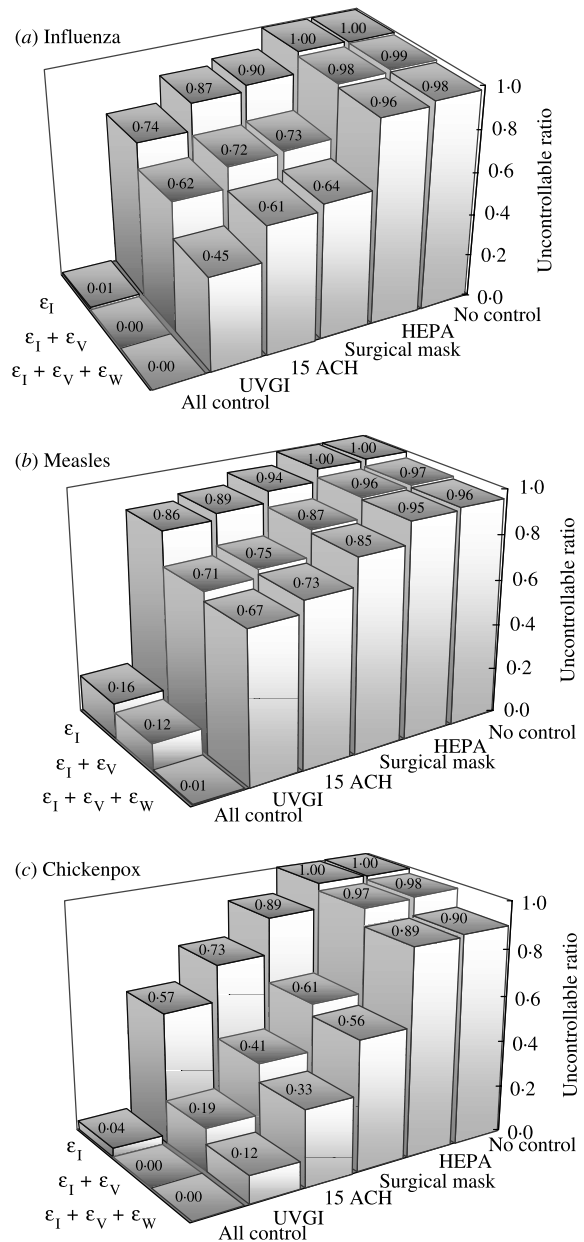 (a) Influenza
1·00 1·00
0·90 0·98 0·99
0·87 0·96 0·98
0·74 0·72 0·73
0·62 0·61 0·64
0·45
0·01
0·00
0·00
1·0
0·8
0·6
0·4
0·2
0·0
Uncontrollable ratio
εI
εI + εV
εI + εV + εW
No control
HEPA
Surgical mask
15 ACH
UVGI
All control
(b) Measles
1·00 1·00
0·94 0·96 0·97
0·86 0·89 0·87 0·95 0·96
0·75 0·85
0·71 0·73
0·67
0·16
0·12
0·01
1·0
0·8
0·6
0·4
0·2
0·0
Uncontrollable ratio
εI
εI + εV
εI + εV + εW
No control
HEPA
Surgical mask
15 ACH
UVGI
All control
(c) Chickenpox
1·00 1·00
0·89 0·97 0·98
0·73 0·89 0·90
0·57 0·61
0·41 0·56
0·19 0·33
0·12
0·04
0·00
0·00
1·0
0·8
0·6
0·4
0·2
0·0
Uncontrollable ratio
εI
εI + εV
εI + εV + εW
No control
HEPA
Surgical mask
15 ACH
UVGI
All control